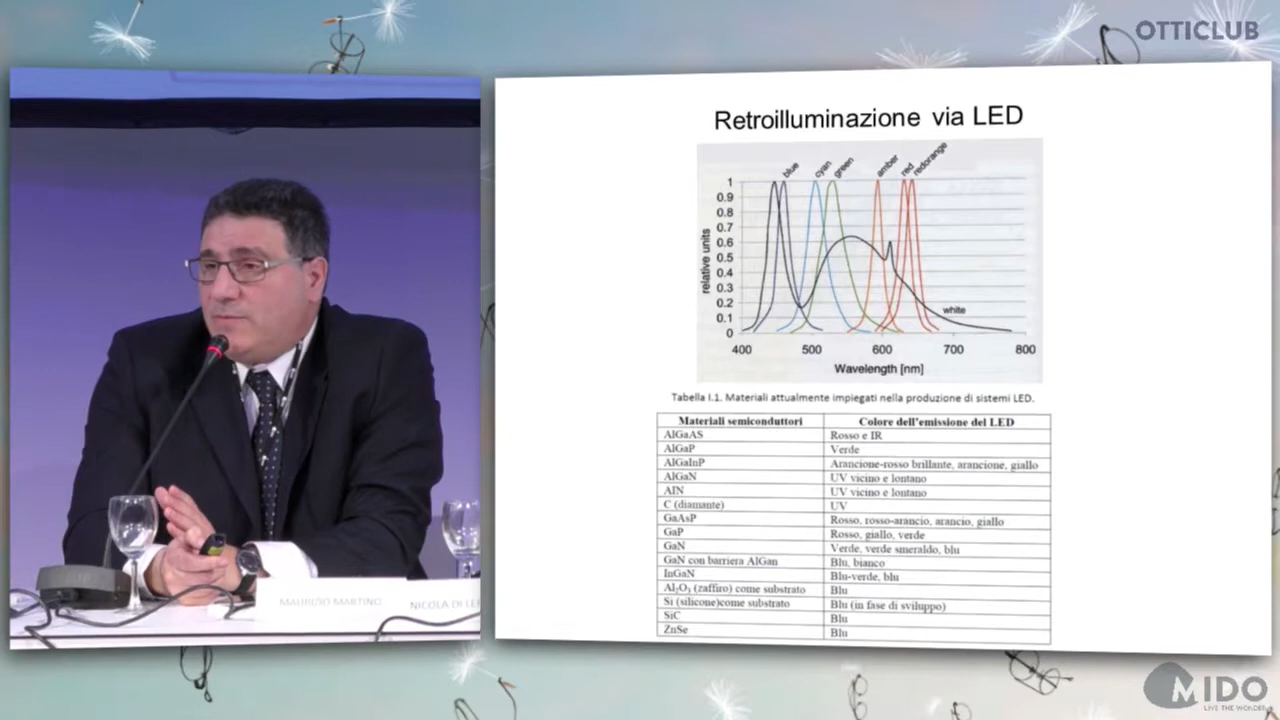 OTTICLUB
Retroilluminazione via LED
blue
cyan
green
amber
red
redorange
1
0.9
0.8
0.7
0.6
0.5
0.4
0.3
0.2
0.1
0
relative units
white
400 500 600 700 800
Wavelength [nm]
Tabella I.1. Materiali attualmente impiegati nella produzione di sistemi LED.
Materiali semiconduttori Colore dell'emissione del LED
AlGaAS Rosso e IR
AlGaP Verde
AlGaInP Arancione-rosso brillante, arancione, giallo
AlGaN UV vicino e lontano
AlN UV vicino e lontano
C (diamante) UV
GaAsP Rosso, rosso-arancio, arancio, giallo
GaP Rosso, giallo, verde
GaN Verde, verde smeraldo, blu
GaN con barriera AlGan Blu, bianco
InGaN Blu-verde, blu
Al2O3 (zaffiro) come substrato Blu
Si (silicone)come substrato Blu (in fase di sviluppo)
SiC Blu
ZnSe Blu
MAURIZIO MARTINO
NICOLA DI
MIDO
LIVE THE WONDER